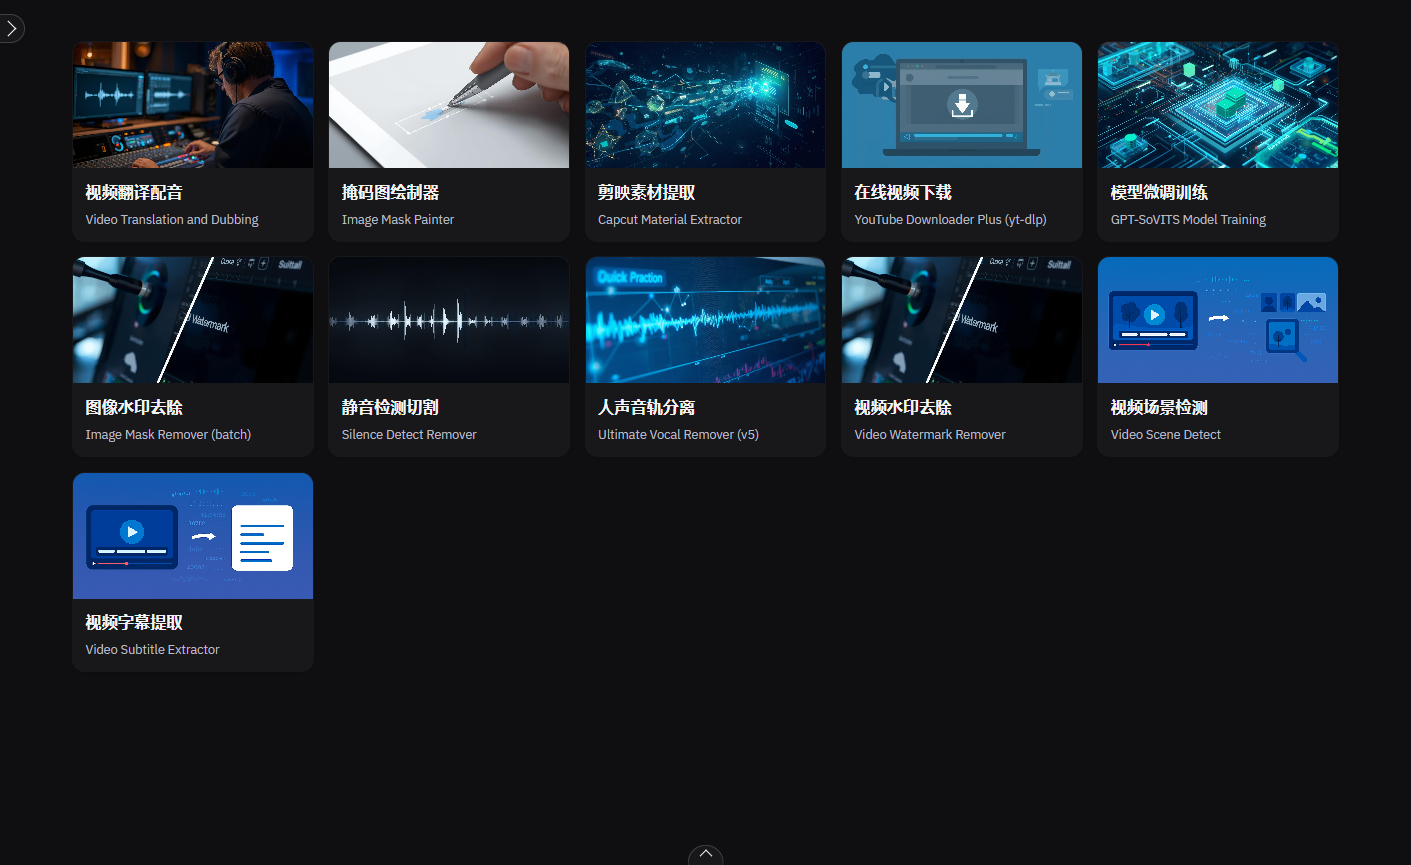 视频翻译配音
Video Translation and Dubbing
掩码图绘制器
Image Mask Painter
剪映素材提取
Capcut Material Extractor
在线视频下载
YouTube Downloader Plus (yt-dlp)
模型微调训练
GPT-SoVITS Model Training
Watermark
图像水印去除
Image Mask Remover (batch)
静音检测切割
Silence Detect Remover
Quick Praction
人声音轨分离
Ultimate Vocal Remover (v5)
Watermark
视频水印去除
Video Watermark Remover
视频场景检测
Video Scene Detect
视频字幕提取
Video Subtitle Extractor